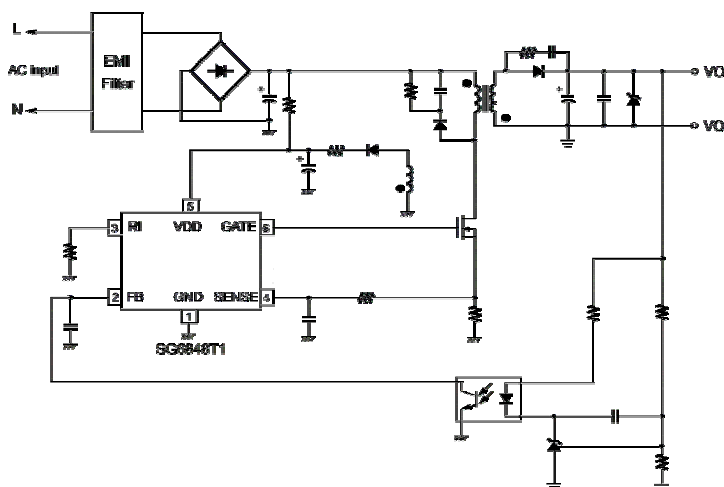 L
AC input
N
EMI
Filter
VO
VO
5
3 RI VDD GATE 6
2 FB GND SENSE 4
1
SG6848T1